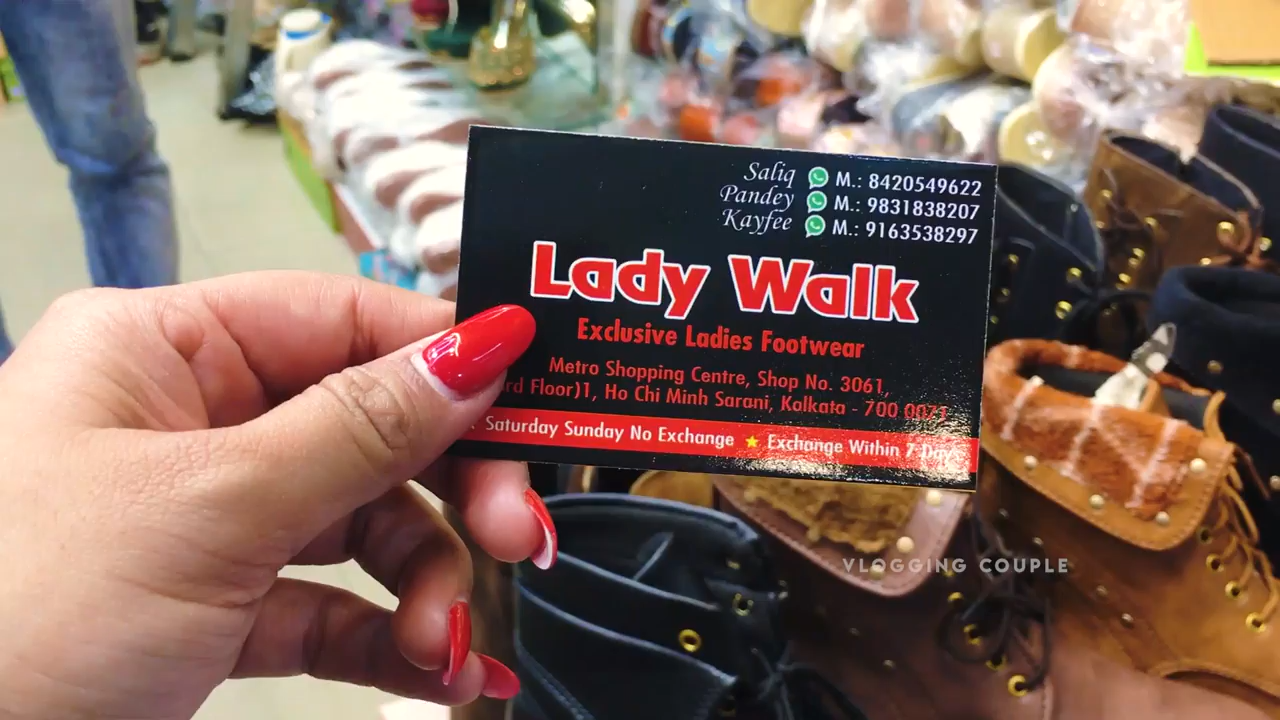 Saliq M.: 8420549622
Pandey M.: 9831838207
Kayfee M.: 9163538297
Lady Walk
Exclusive Ladies Footwear
Metro Shopping Centre, Shop No. 3061,
Floor)1, Ho Chi Minh Sarani, Kolkata - 700 0071
Saturday Sunday No Exchange ★ Exchange Within 7 Days
VLOGGING COUPLE